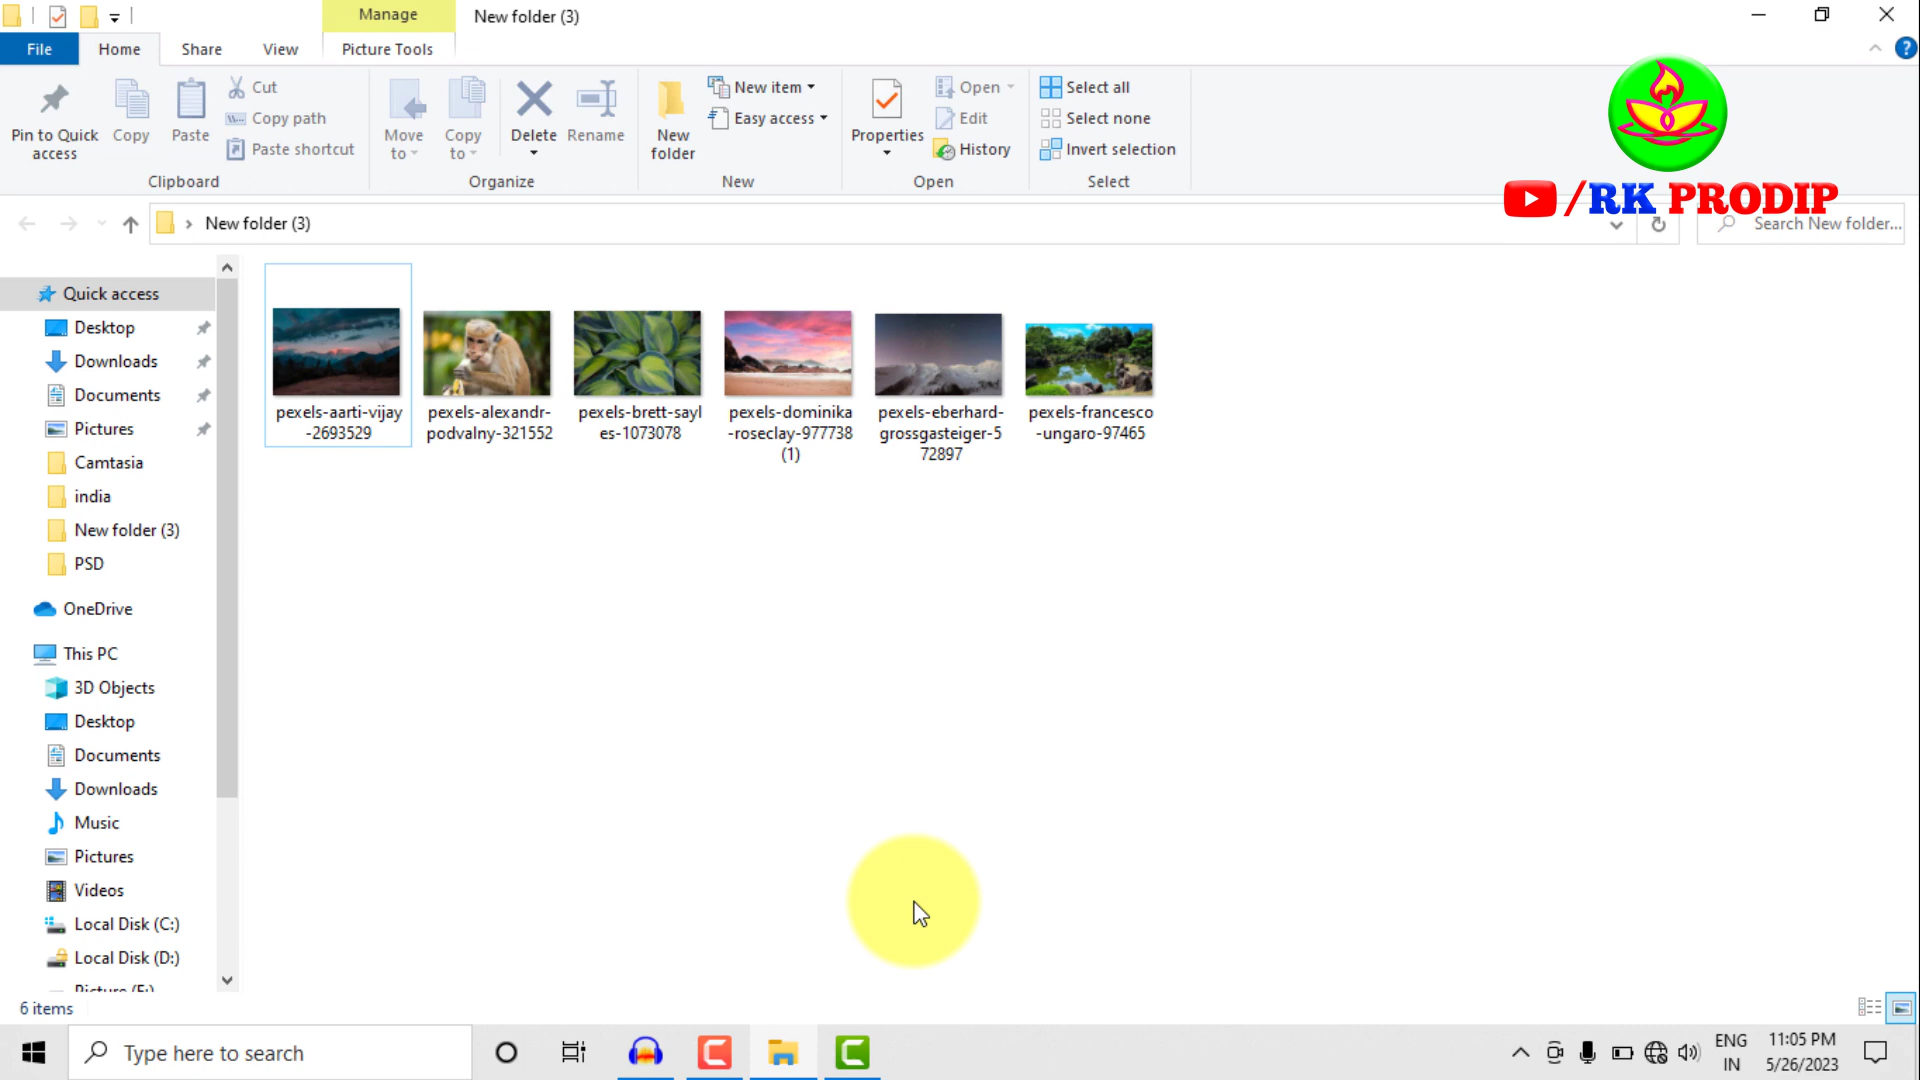 Manage
New folder (3)
File
Home
Share
View
Picture Tools
Pin to Quick
access
Copy
Paste
Cut
Copy path
Paste shortcut
Clipboard
Move
to
Copy
to
Delete
Rename
Organize
New
folder
New item
Easy access
New
Properties
Open
Edit
History
Open
Select all
Select none
Invert selection
Select
/RK PRODIP
New folder (3)
Search New folder...
Quick access
Desktop
Downloads
Documents
Pictures
Camtasia
india
New folder (3)
PSD
OneDrive
This PC
3D Objects
Desktop
Documents
Downloads
Music
Pictures
Videos
Local Disk (C:)
Local Disk (D:)
pexels-aarti-vijay
-2693529
pexels-alexandr-
podvalny-321552
pexels-brett-sayl
es-1073078
pexels-dominika
-roseclay-977738
(1)
pexels-eberhard-
grossgasteiger-5
72897
pexels-francesco
-ungaro-97465
6 items
Type here to search
ENG
IN
11:05 PM
5/26/2023